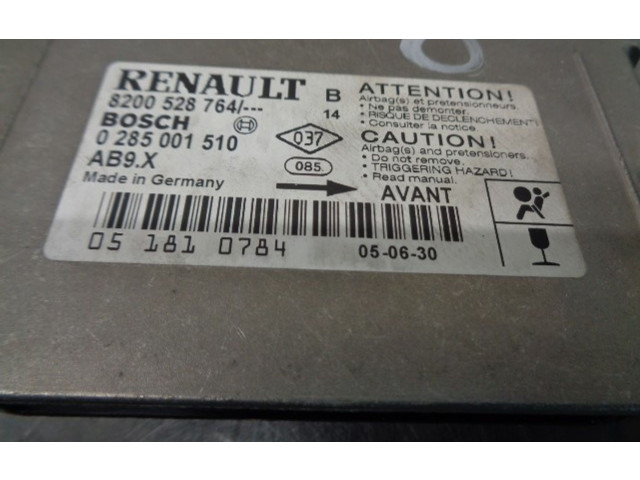 RENAULT
8200 528 764/---
BOSCH
0 285 001 510
AB9.X
Made in Germany
B
14
037
085
AVANT
ATTENTION!
Airbag(s) et pretensionneurs.
• Ne pas demonter
• RISQUE DE DECLENCHEMENT!
• Consulter la notice.
CAUTION!
Airbag(s) and pretensioners.
• Do not remove.
• TRIGGERING HAZARD!
• Read manual.
05 181 0784
05-06-30